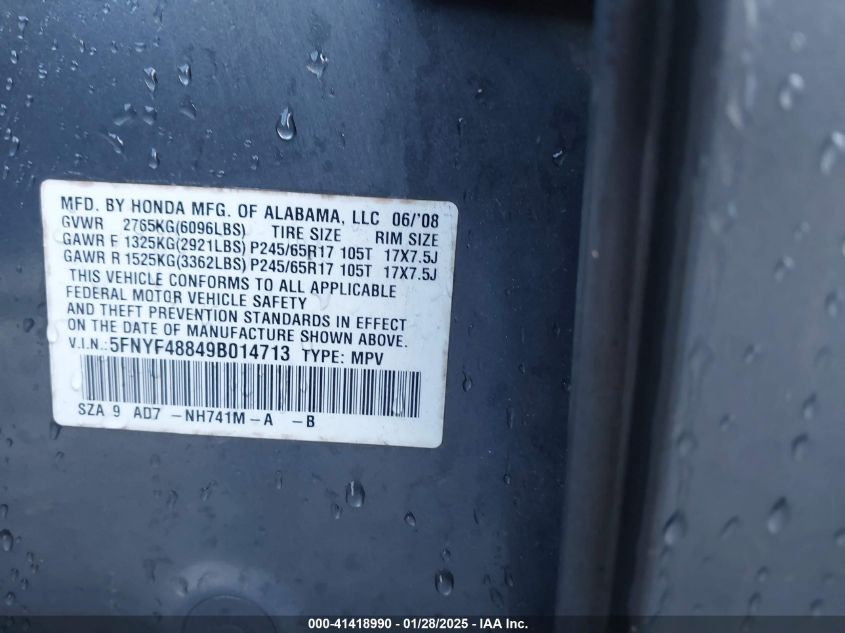 MFD. BY HONDA MFG. OF ALABAMA, LLC 06/'08
GVWR 2765KG(6096LBS) TIRE SIZE RIM SIZE
GAWR F 1325KG(2921LBS) P245/65R17 105T 17X7.5J
GAWR R 1525KG(3362LBS) P245/65R17 105T 17X7.5J
THIS VEHICLE CONFORMS TO ALL APPLICABLE
FEDERAL MOTOR VEHICLE SAFETY
AND THEFT PREVENTION STANDARDS IN EFFECT
ON THE DATE OF MANUFACTURE SHOWN ABOVE.
V.I.N.: 5FNYF48849B014713 TYPE: MPV
SZA 9 AD7 -NH741M-A -B
000-41418990 - 01/28/2025 - IAA Inc.